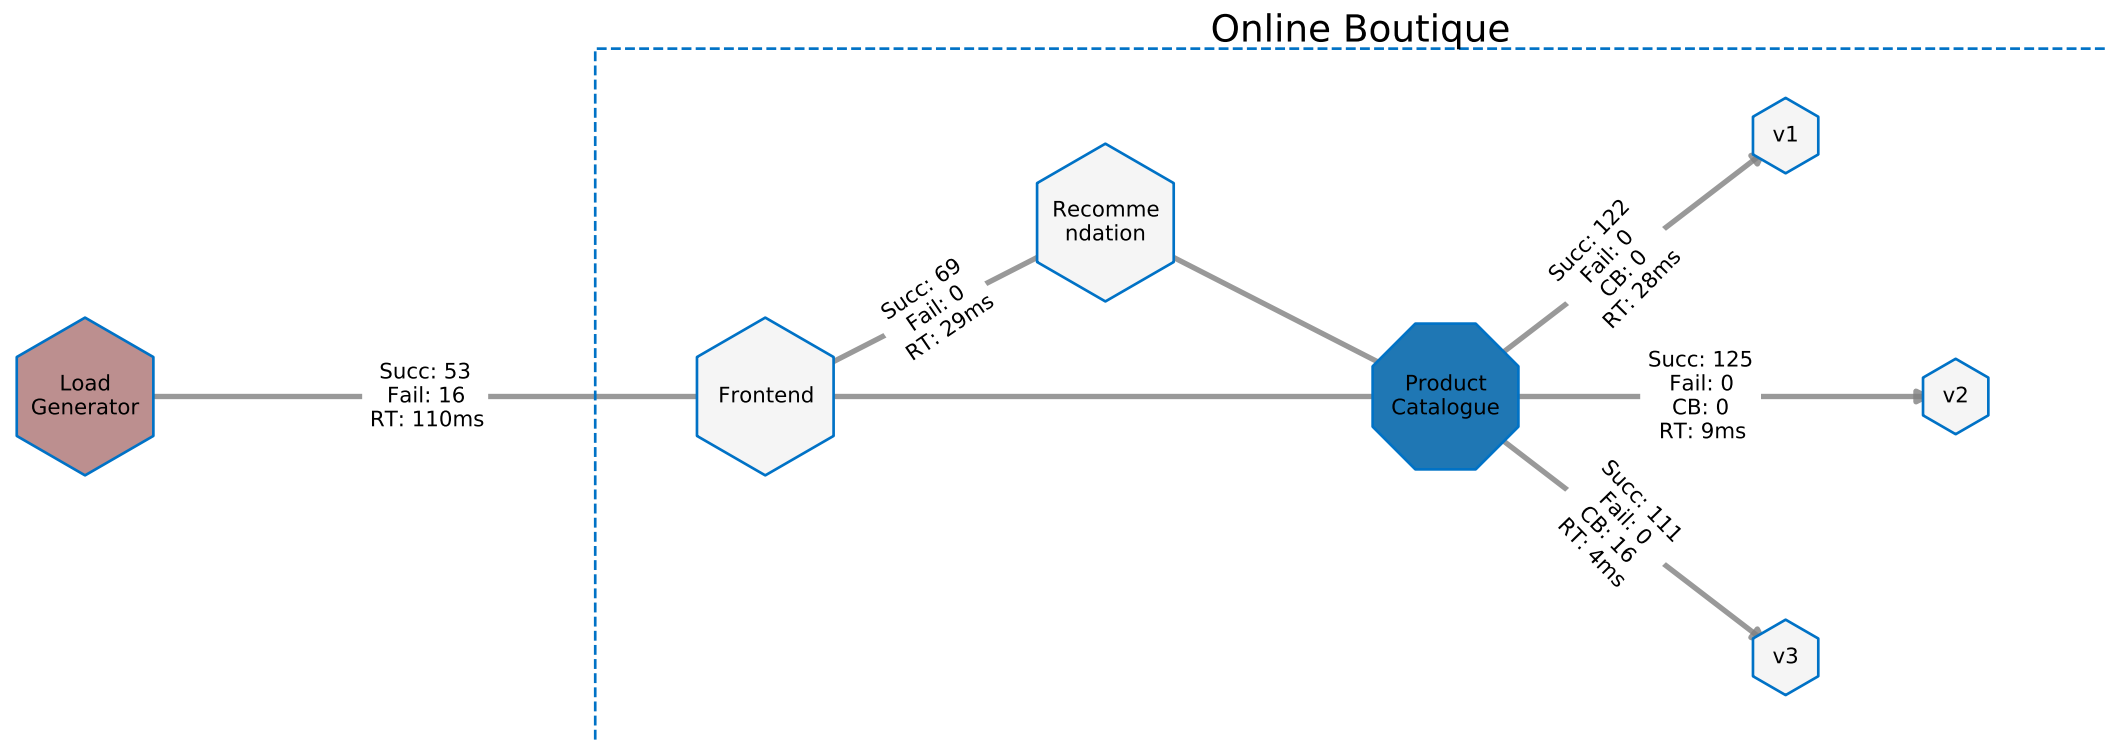 Online Boutique
Load
Generator
Succ: 53
Fail: 16
RT: 110ms
Frontend
Succ: 69
Fail: 0
RT: 29ms
Recomme
ndation
Product
Catalogue
Succ: 122
Fail: 0
CB: 0
RT: 28ms
v1
Succ: 125
Fail: 0
CB: 0
RT: 9ms
v2
Succ: 111
Fail: 0
CB: 16
RT: 4ms
v3